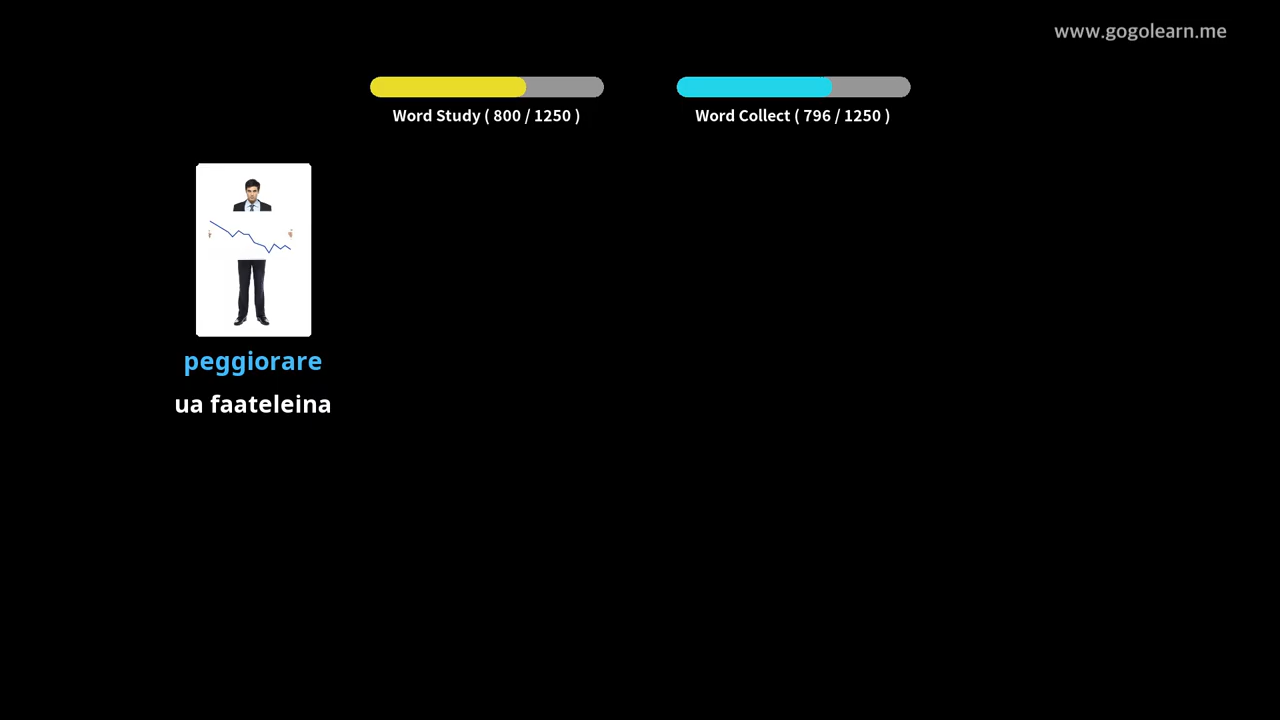 www.gogolearn.me
Word Study ( 800 / 1250 )
Word Collect ( 796 / 1250 )
peggiorare
ua faateleina